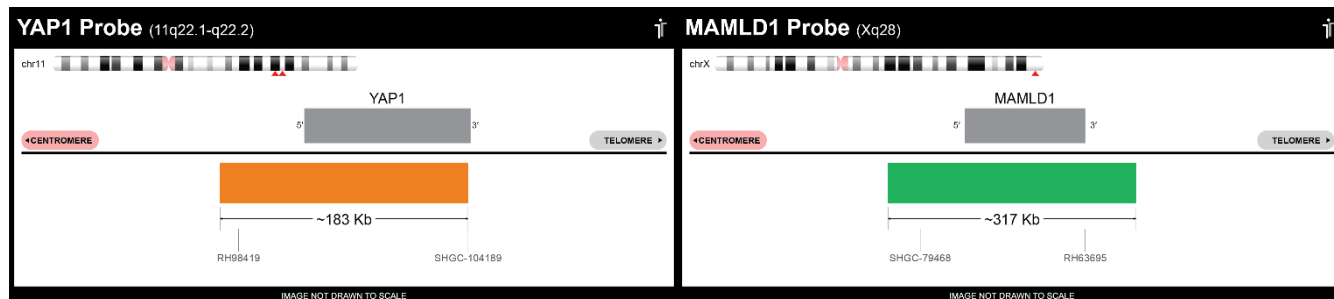 YAP1 Probe (11q22.1-q22.2)
chr11
YAP1
5' 3'
CENTROMERE
TELOMERE
~183 Kb
RH98419
SHGC-104189
IMAGE NOT DRAWN TO SCALE
MAMLD1 Probe (Xq28)
chrX
MAMLD1
5' 3'
CENTROMERE
TELOMERE
~317 Kb
SHGC-79468
RH63695
IMAGE NOT DRAWN TO SCALE